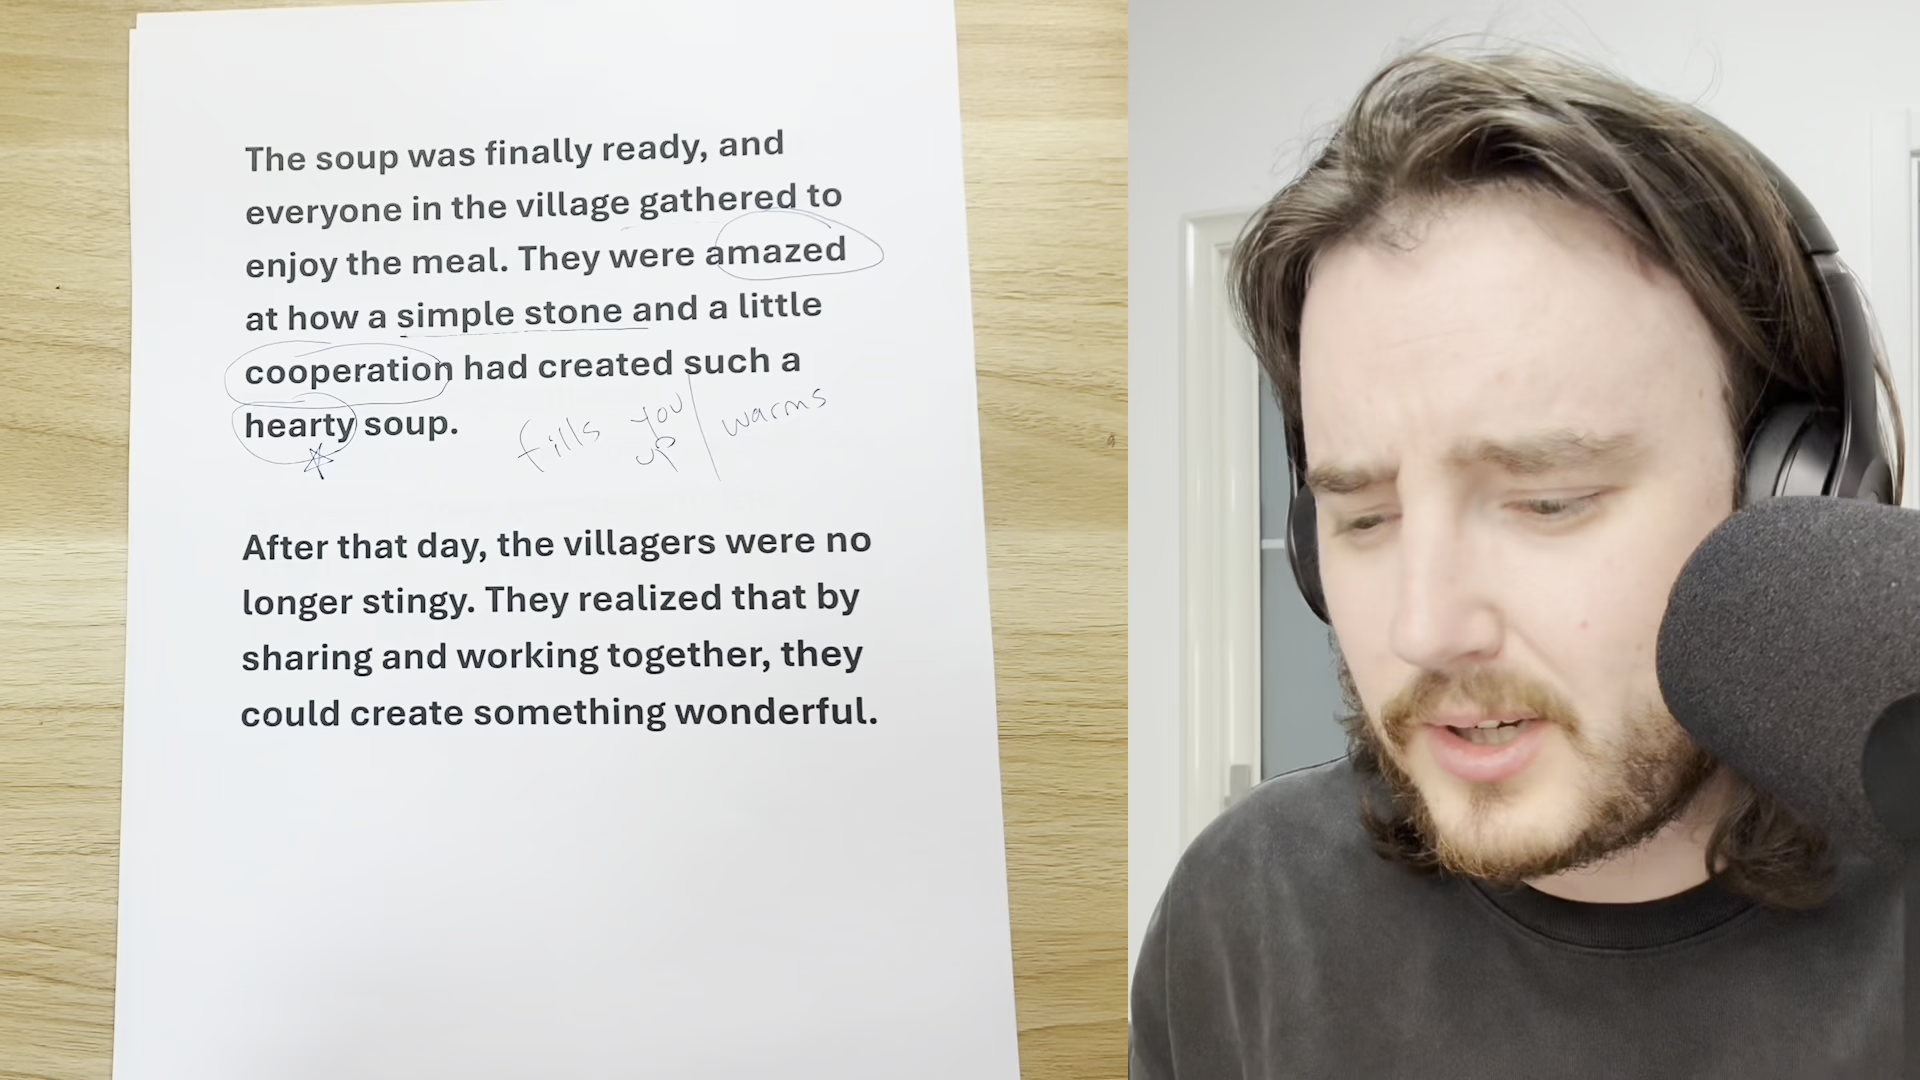 The soup was finally ready, and
everyone in the village gathered to
enjoy the meal. They were amazed
at how a simple stone and a little
cooperation had created such a
hearty soup.
fills you up | warms
After that day, the villagers were no
longer stingy. They realized that by
sharing and working together, they
could create something wonderful.